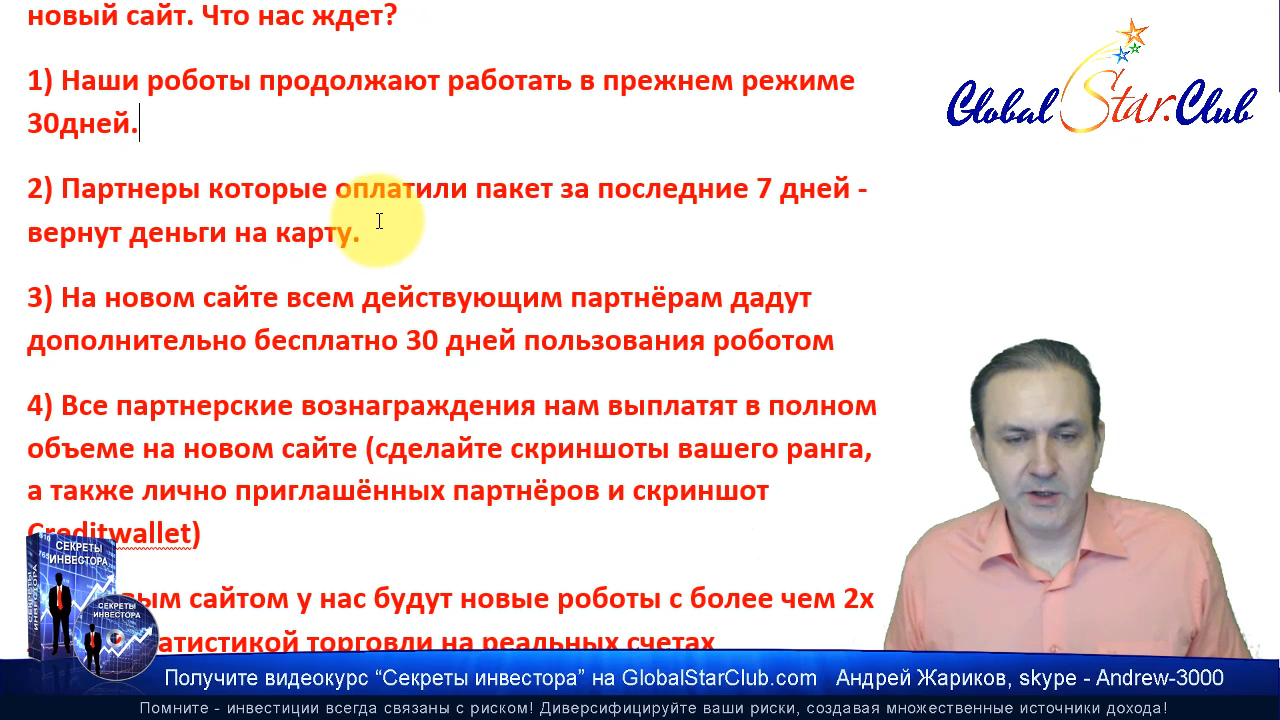 новый сайт. Что нас ждет?
1) Наши роботы продолжают работать в прежнем режиме
30дней.
2) Партнеры которые оплатили пакет за последние 7 дней -
вернут деньги на карту.
3) На новом сайте всем действующим партнёрам дадут
дополнительно бесплатно 30 дней пользования роботом
4) Все партнерские вознаграждения нам выплатят в полном
объеме на новом сайте (сделайте скриншоты вашего ранга,
а также лично приглашённых партнёров и скриншот
Creditwallet)
сайтом у нас будут новые роботы с более чем 2х
торговли на реальных счетах
Global Star.Club
СЕКРЕТЫ
ИНВЕСТОРА
СЕКРЕТЫ
ИНВЕСТОРА
СЕКРЕТЫ
ИНВЕСТОРА
Получите видеокурс “Секреты инвестора” на GlobalStarClub.com Андрей Жариков, skype - Andrew-3000
Помните - инвестиции всегда связаны с риском! Диверсифицируйте ваши риски, создавая множественные источники дохода!